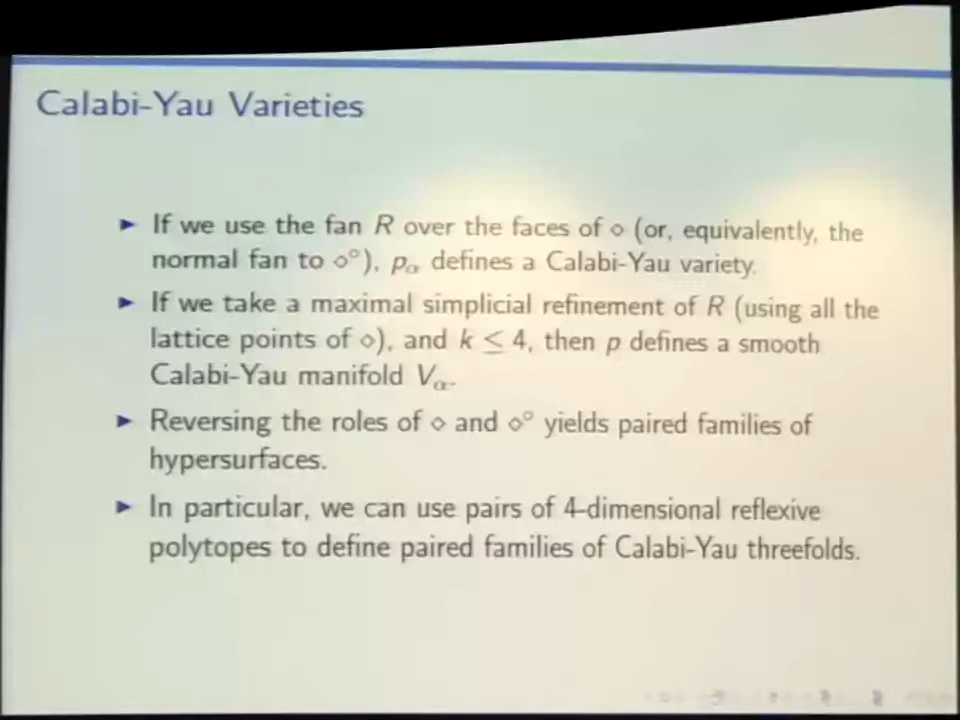 Calabi-Yau Varieties
► If we use the fan R over the faces of ⋄ (or, equivalently, the
normal fan to ⋄°), pα defines a Calabi-Yau variety.
► If we take a maximal simplicial refinement of R (using all the
lattice points of ⋄), and k ≤ 4, then p defines a smooth
Calabi-Yau manifold Vα.
► Reversing the roles of ⋄ and ⋄° yields paired families of
hypersurfaces.
► In particular, we can use pairs of 4-dimensional reflexive
polytopes to define paired families of Calabi-Yau threefolds.